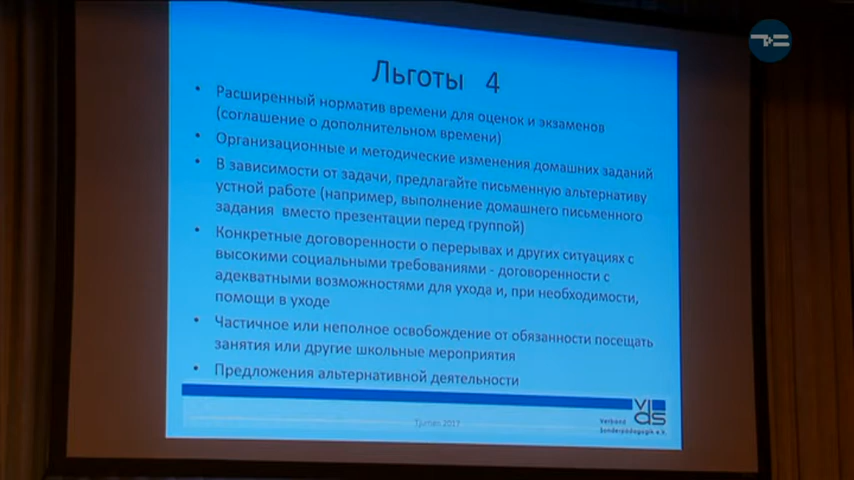 Льготы 4
• Расширенный норматив времени для оценок и экзаменов
(соглашение о дополнительном времени)
• Организационные и методические изменения домашних заданий
• В зависимости от задачи, предлагайте письменную альтернативу
устной работе (например, выполнение домашнего письменного
задания вместо презентации перед группой)
• Конкретные договоренности о перерывах и других ситуациях с
высокими социальными требованиями - договоренности с
адекватными возможностями для ухода и, при необходимости,
помощи в уходе
• Частичное или неполное освобождение от обязанности посещать
занятия или другие школьные мероприятия
• Предложения альтернативной деятельности
vds
Verband
Sonderpädagogik e.V.
Tjumen 2017